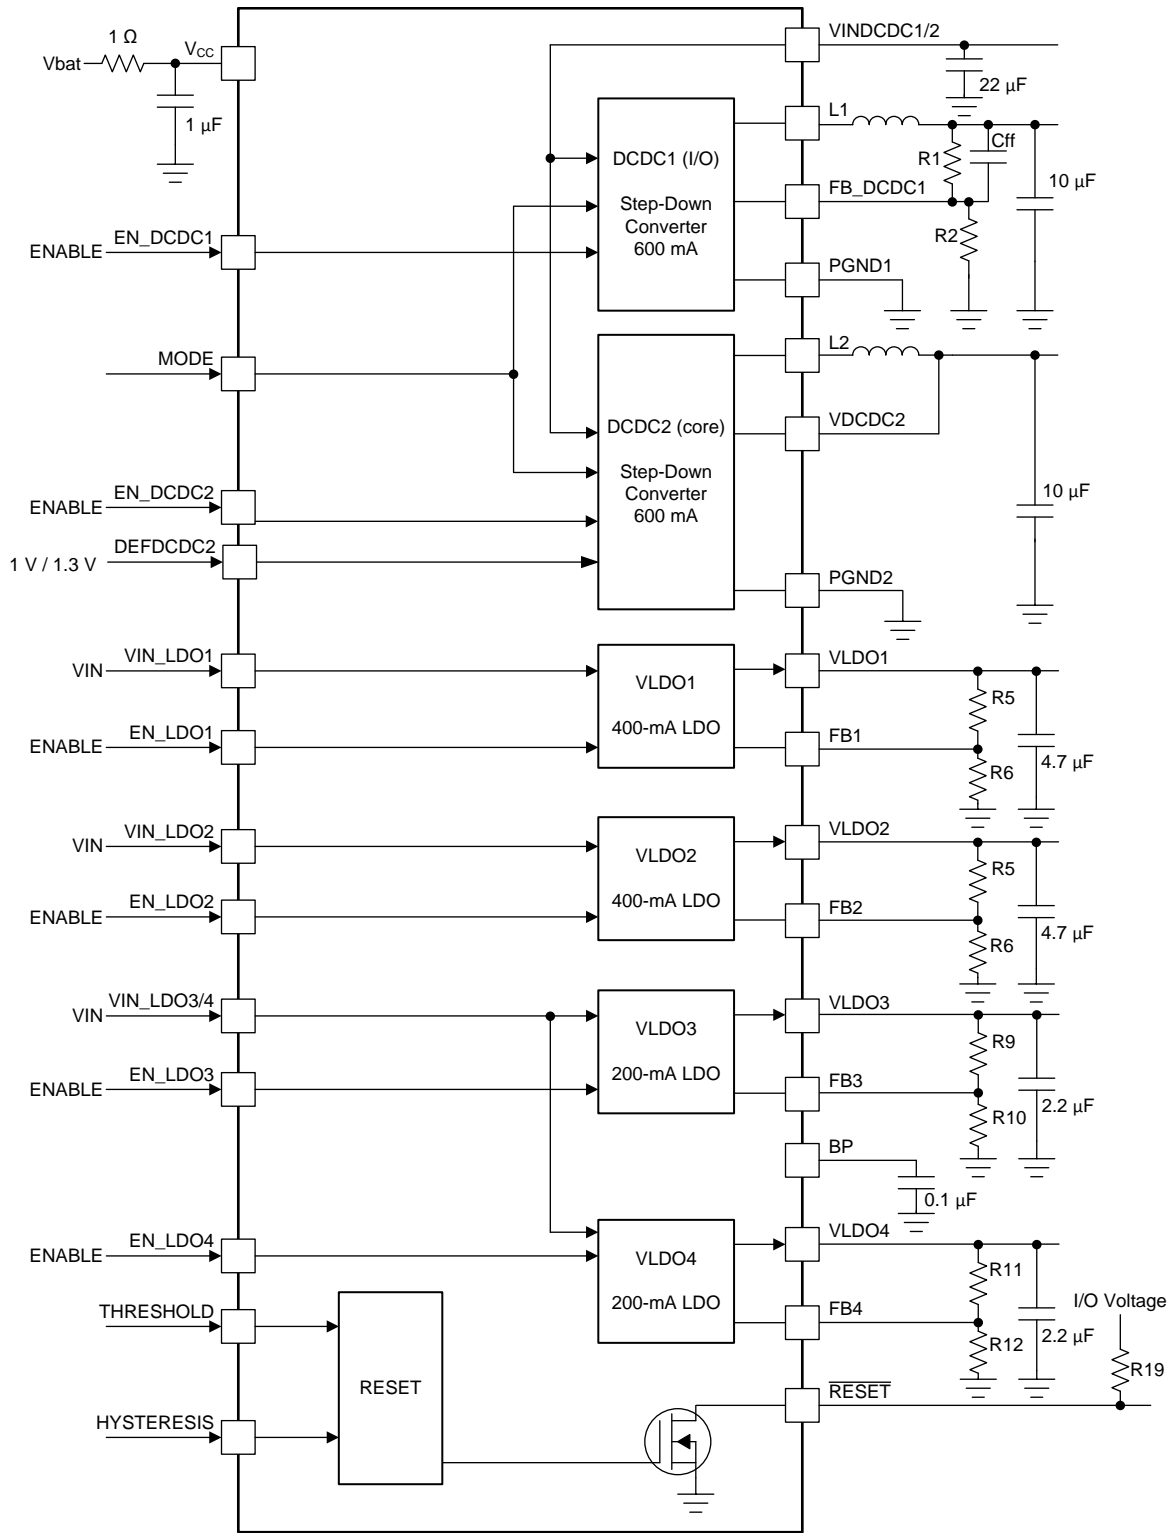 1 Ω
Vbat
VCC
1 µF
VINDCDC1/2
22 µF
L1
DCDC1 (I/O)
Step-Down
Converter
600 mA
R1
Cff
FB_DCDC1
10 µF
R2
ENABLE
EN_DCDC1
PGND1
MODE
L2
DCDC2 (core)
Step-Down
Converter
600 mA
VDCDC2
10 µF
ENABLE
EN_DCDC2
1 V / 1.3 V
DEFDCDC2
PGND2
VIN
VIN_LDO1
VLDO1
400-mA LDO
VLDO1
R5
ENABLE
EN_LDO1
FB1
R6
4.7 µF
VIN
VIN_LDO2
VLDO2
400-mA LDO
VLDO2
R5
ENABLE
EN_LDO2
FB2
R6
4.7 µF
VIN
VIN_LDO3/4
VLDO3
200-mA LDO
VLDO3
R9
ENABLE
EN_LDO3
FB3
R10
2.2 µF
BP
0.1 µF
ENABLE
EN_LDO4
VLDO4
200-mA LDO
VLDO4
R11
FB4
R12
2.2 µF
I/O Voltage
R19
THRESHOLD
RESET
HYSTERESIS
RESET